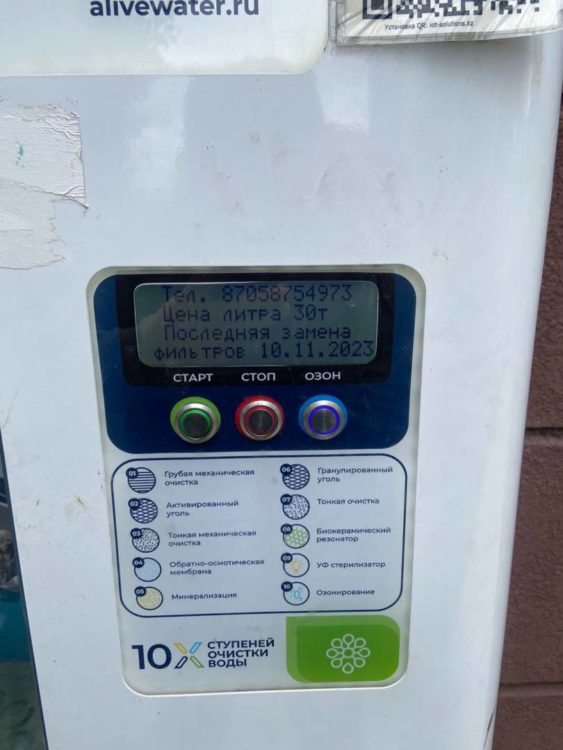 alivewater.ru
Установка QR: iot-solutions.kz
Тел. 87058754973
Цена литра 30т
Последняя замена
фильтров 10.11.2023
СТАРТ СТОП ОЗОН
01 Грубая механическая
очистка
02 Активированный
уголь
03 Тонкая механическая
очистка
04 Обратно-осмотическая
мембрана
05 Минерализация
06 Гранулированный
уголь
07 Тонкая очистка
08 Биокерамический
резонатор
09 УФ стерилизатор
10 Озонирование
10X СТУПЕНЕЙ
ОЧИСТКИ
ВОДЫ